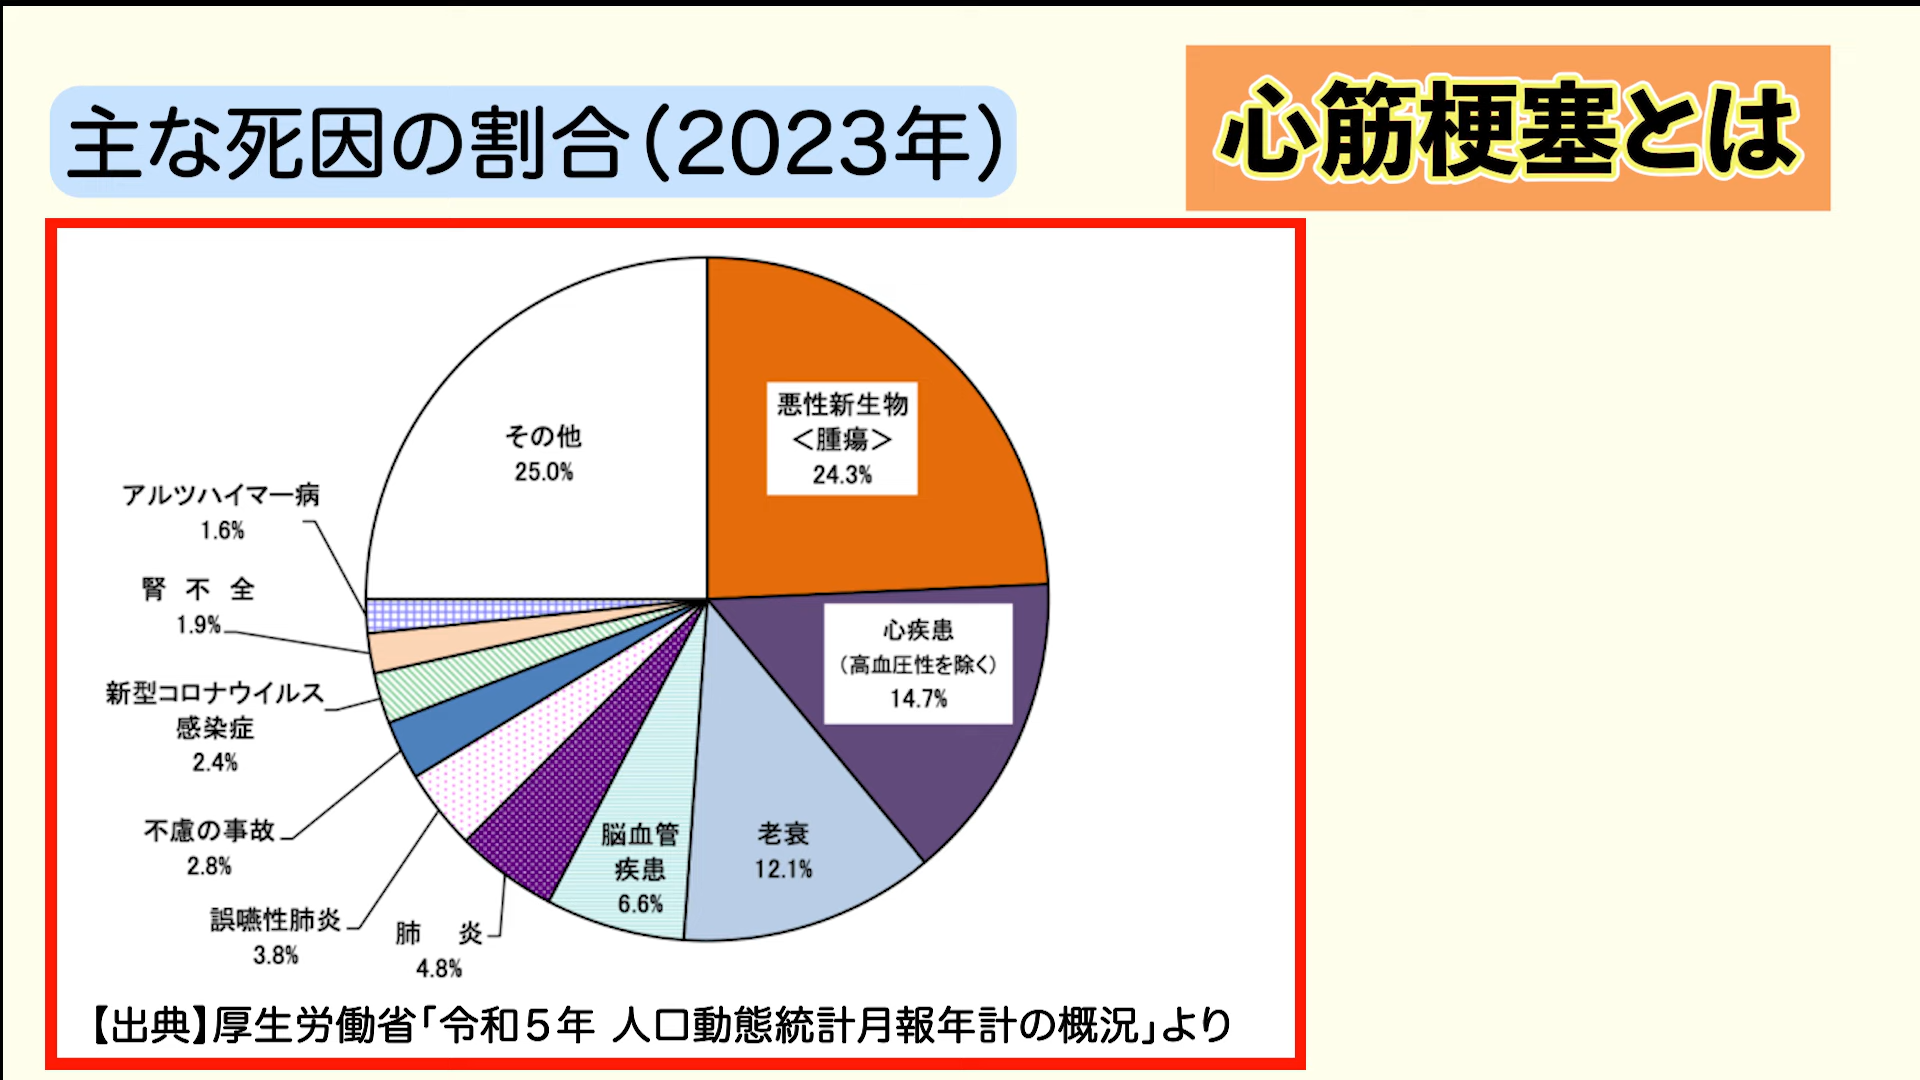 主な死因の割合（2023年）
心筋梗塞とは
悪性新生物
＜腫瘍＞
24.3%
心疾患
（高血圧性を除く）
14.7%
老衰
12.1%
脳血管
疾患
6.6%
肺　炎
4.8%
誤嚥性肺炎
3.8%
不慮の事故
2.8%
新型コロナウイルス
感染症
2.4%
腎 不 全
1.9%
アルツハイマー病
1.6%
その他
25.0%
【出典】厚生労働省「令和５年 人口動態統計月報年計の概況」より